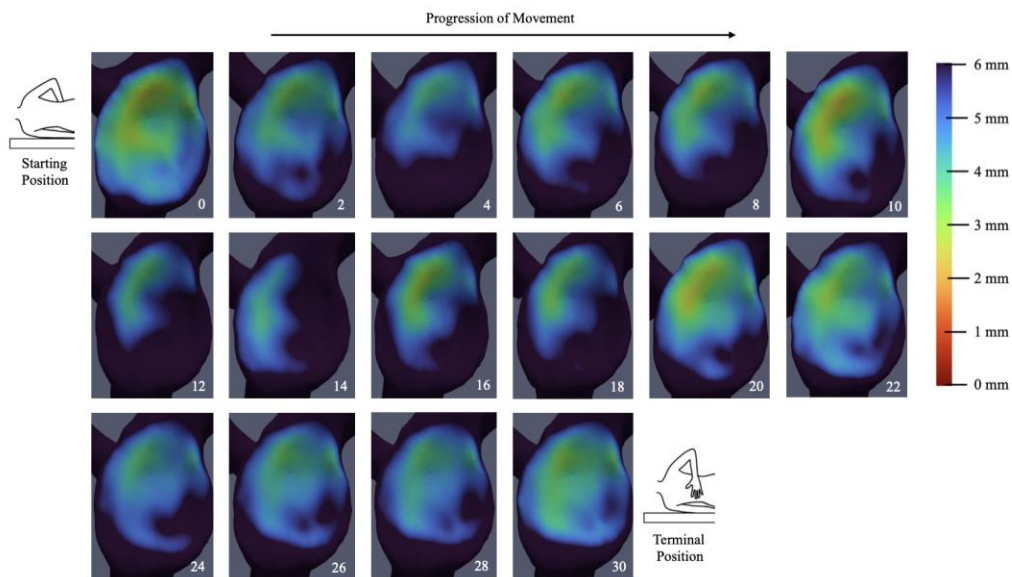 Progression of Movement
Starting
Position
0
2
4
6
8
10
6 mm
5 mm
4 mm
3 mm
2 mm
1 mm
0 mm
12
14
16
18
20
22
24
26
28
30
Terminal
Position